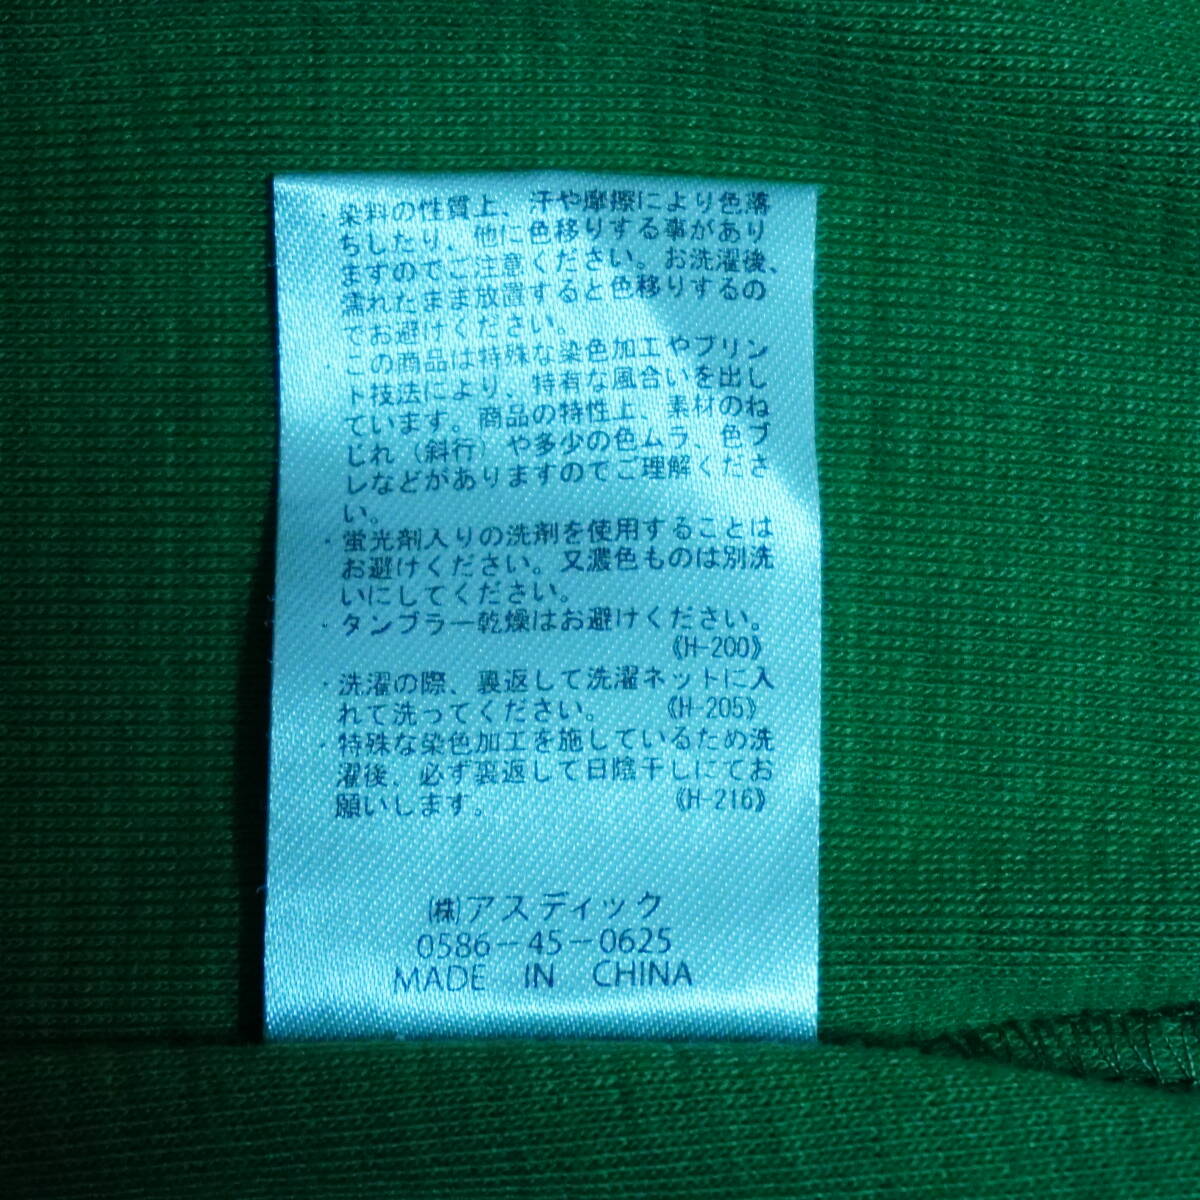 ・染料の性質上、汗や摩擦により色落
ちしたり、他に色移りする事があり
ますのでご注意ください。お洗濯後、
濡れたまま放置すると色移りするの
でお避けください。
・この商品は特殊な染色加工やプリン
ト技法により、特有な風合いを出し
ています。商品の特性上、素材のね
じれ（斜行）や多少の色ムラ、色ブ
レなどがありますのでご理解くださ
い。
・蛍光剤入りの洗剤を使用することは
お避けください。又濃色ものは別洗
いにしてください。
・タンブラー乾燥はお避けください。
《H-200》
・洗濯の際、裏返して洗濯ネットに入
れて洗ってください。 《H-205》
・特殊な染色加工を施しているため洗
濯後、必ず裏返して日陰干しにてお
願いします。 《H-216》
㈱アスディック
0586-45-0625
MADE IN CHINA